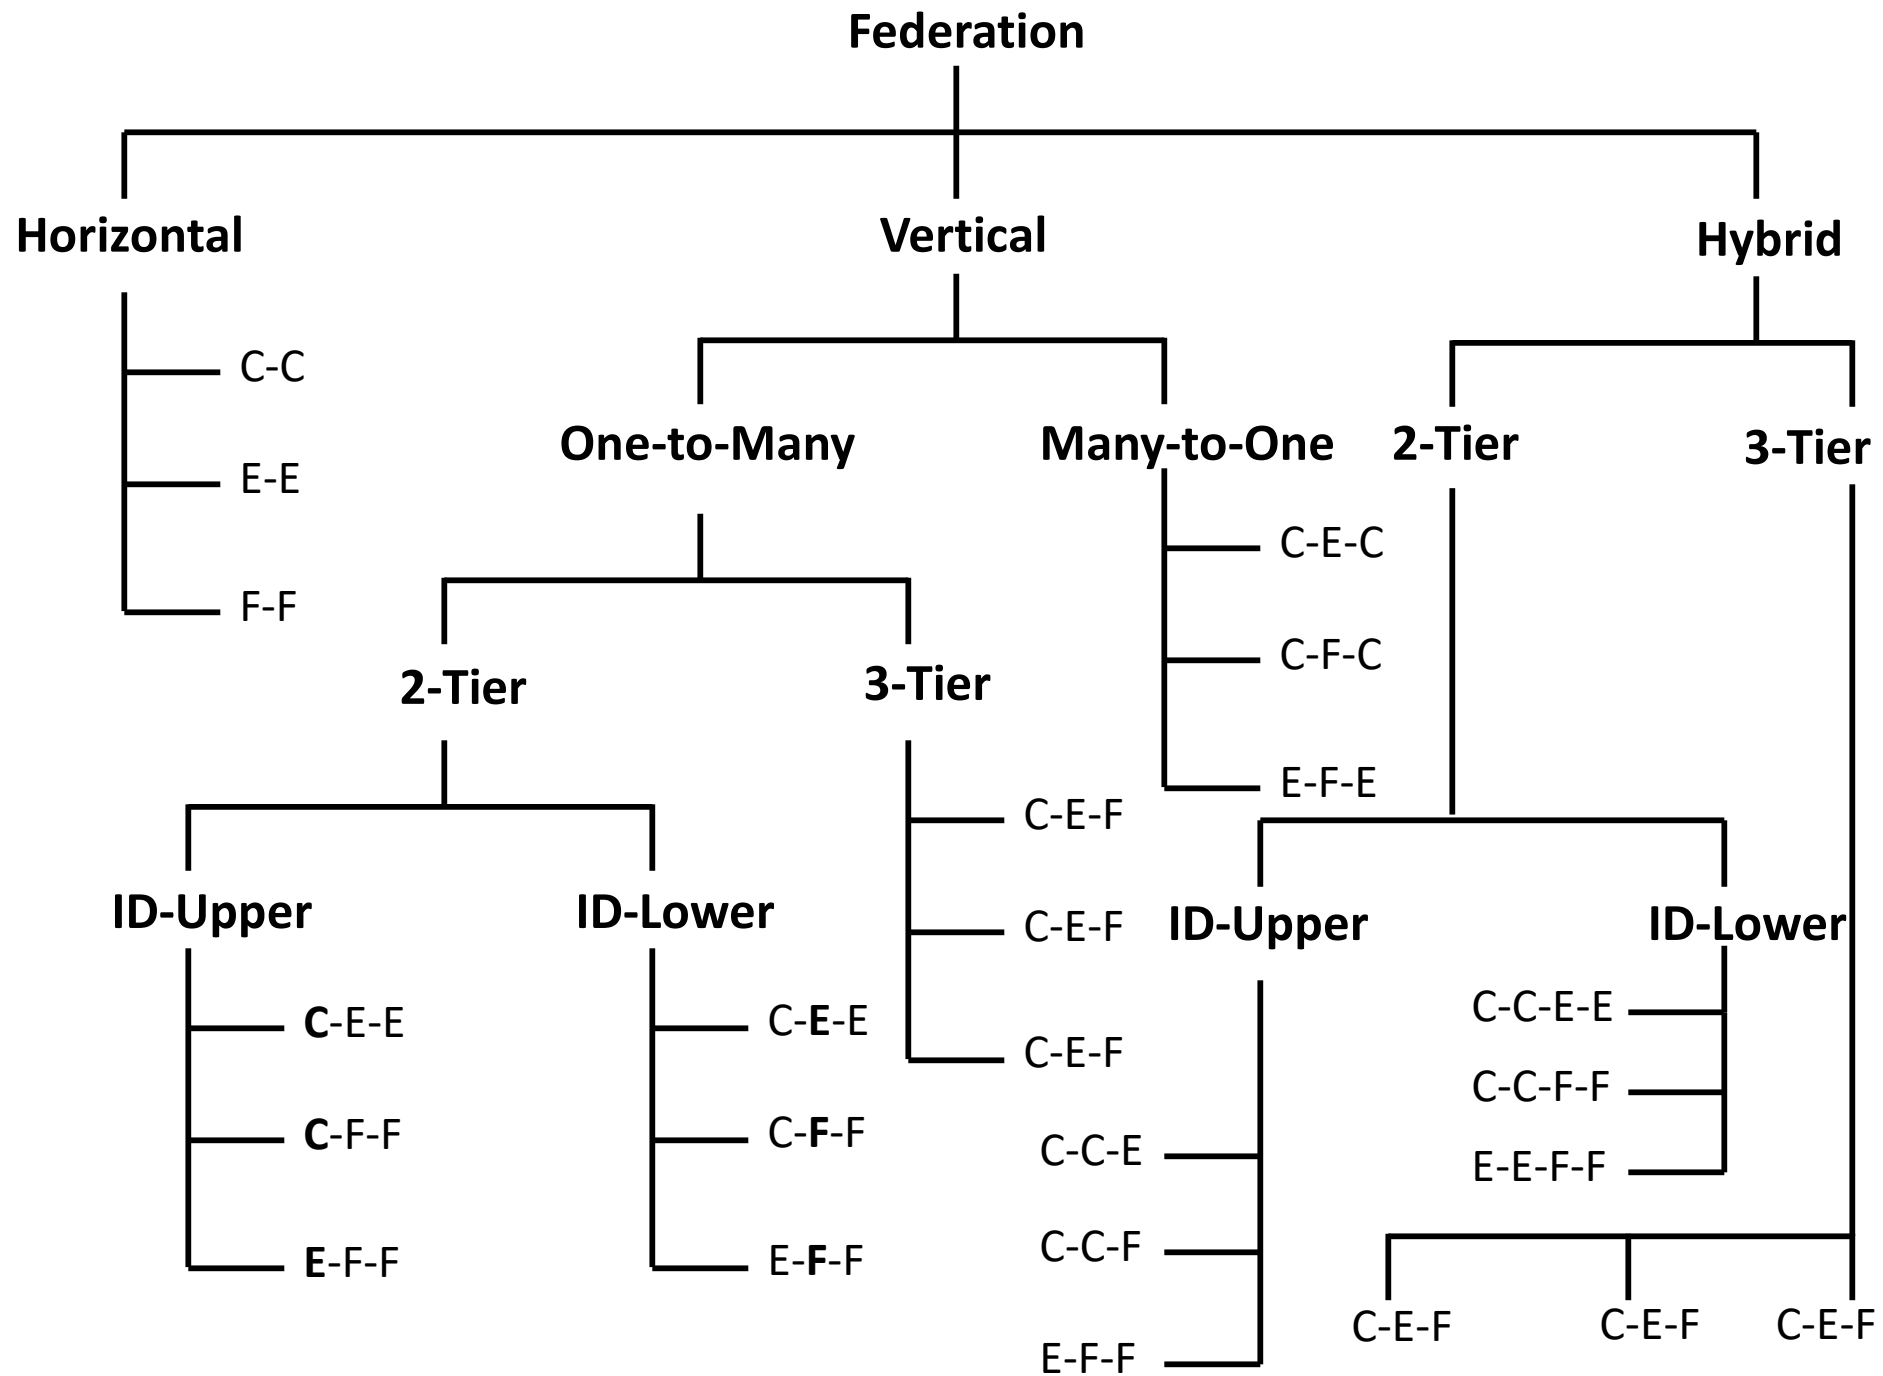 Federation
Horizontal
Vertical
Hybrid
C-C
E-E
F-F
One-to-Many
Many-to-One
2-Tier
3-Tier
C-E-C
C-F-C
E-F-E
2-Tier
3-Tier
C-E-F
C-E-F
C-E-F
ID-Upper
ID-Lower
C-E-E
C-F-F
E-F-F
C-E-E
C-F-F
E-F-F
ID-Upper
ID-Lower
C-C-E
C-C-F
E-F-F
C-C-E-E
C-C-F-F
E-E-F-F
C-E-F
C-E-F
C-E-F